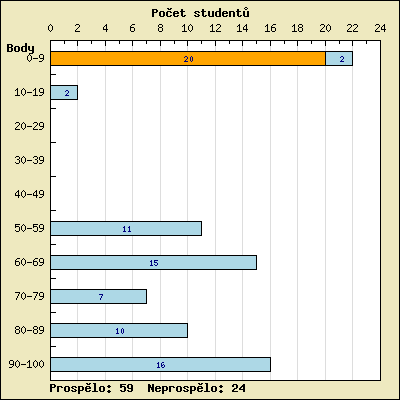 Počet studentů
0 2 4 6 8 10 12 14 16 18 20 22 24
Body
0-9 20 2
10-19 2
20-29
30-39
40-49
50-59 11
60-69 15
70-79 7
80-89 10
90-100 16
Prospělo: 59 Neprospělo: 24